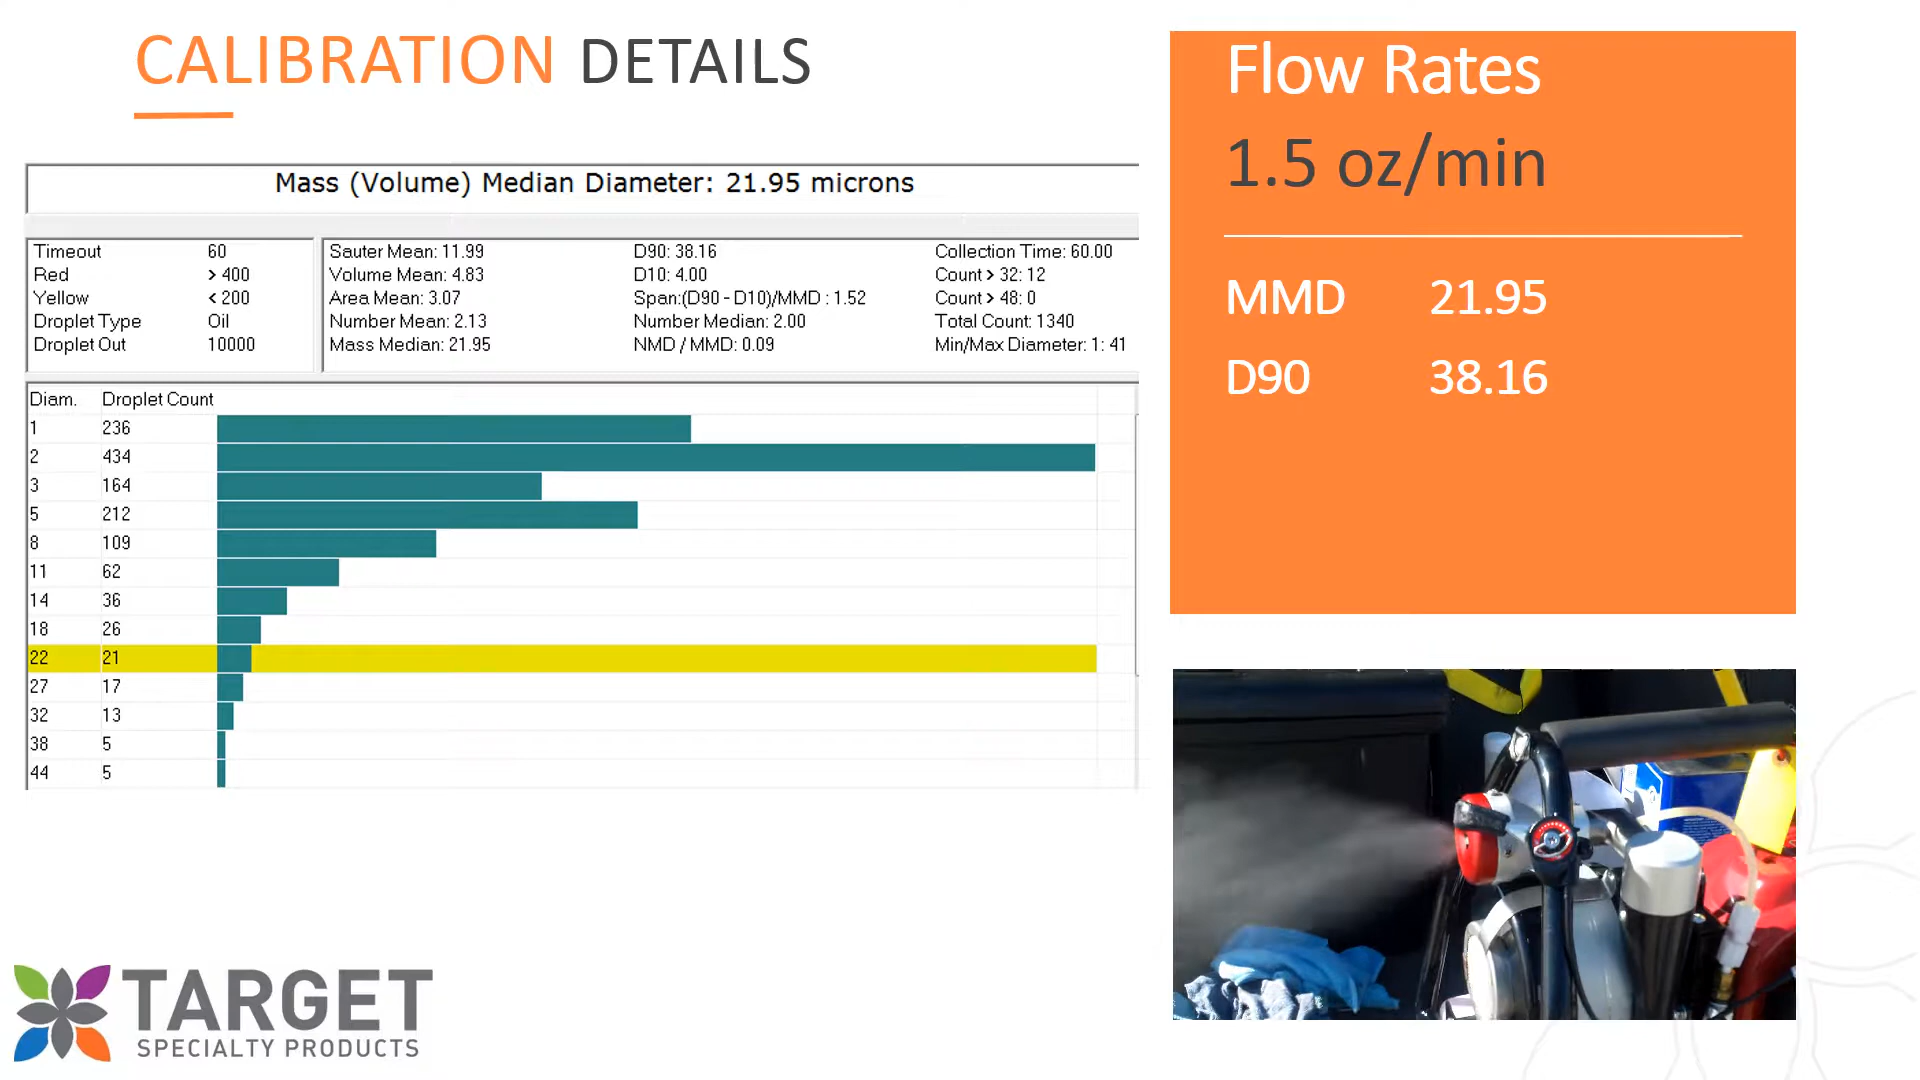 CALIBRATION DETAILS
Mass (Volume) Median Diameter: 21.95 microns
Timeout 60
Red > 400
Yellow < 200
Droplet Type Oil
Droplet Out 10000
Sauter Mean: 11.99
Volume Mean: 4.83
Area Mean: 3.07
Number Mean: 2.13
Mass Median: 21.95
D90: 38.16
D10: 4.00
Span:(D90 - D10)/MMD : 1.52
Number Median: 2.00
NMD / MMD: 0.09
Collection Time: 60.00
Count > 32: 12
Count > 48: 0
Total Count: 1340
Min/Max Diameter: 1: 41
Diam. Droplet Count
1 236
2 434
3 164
5 212
8 109
11 62
14 36
18 26
22 21
27 17
32 13
38 5
44 5
Flow Rates
1.5 oz/min
MMD 21.95
D90 38.16
TARGET
SPECIALTY PRODUCTS